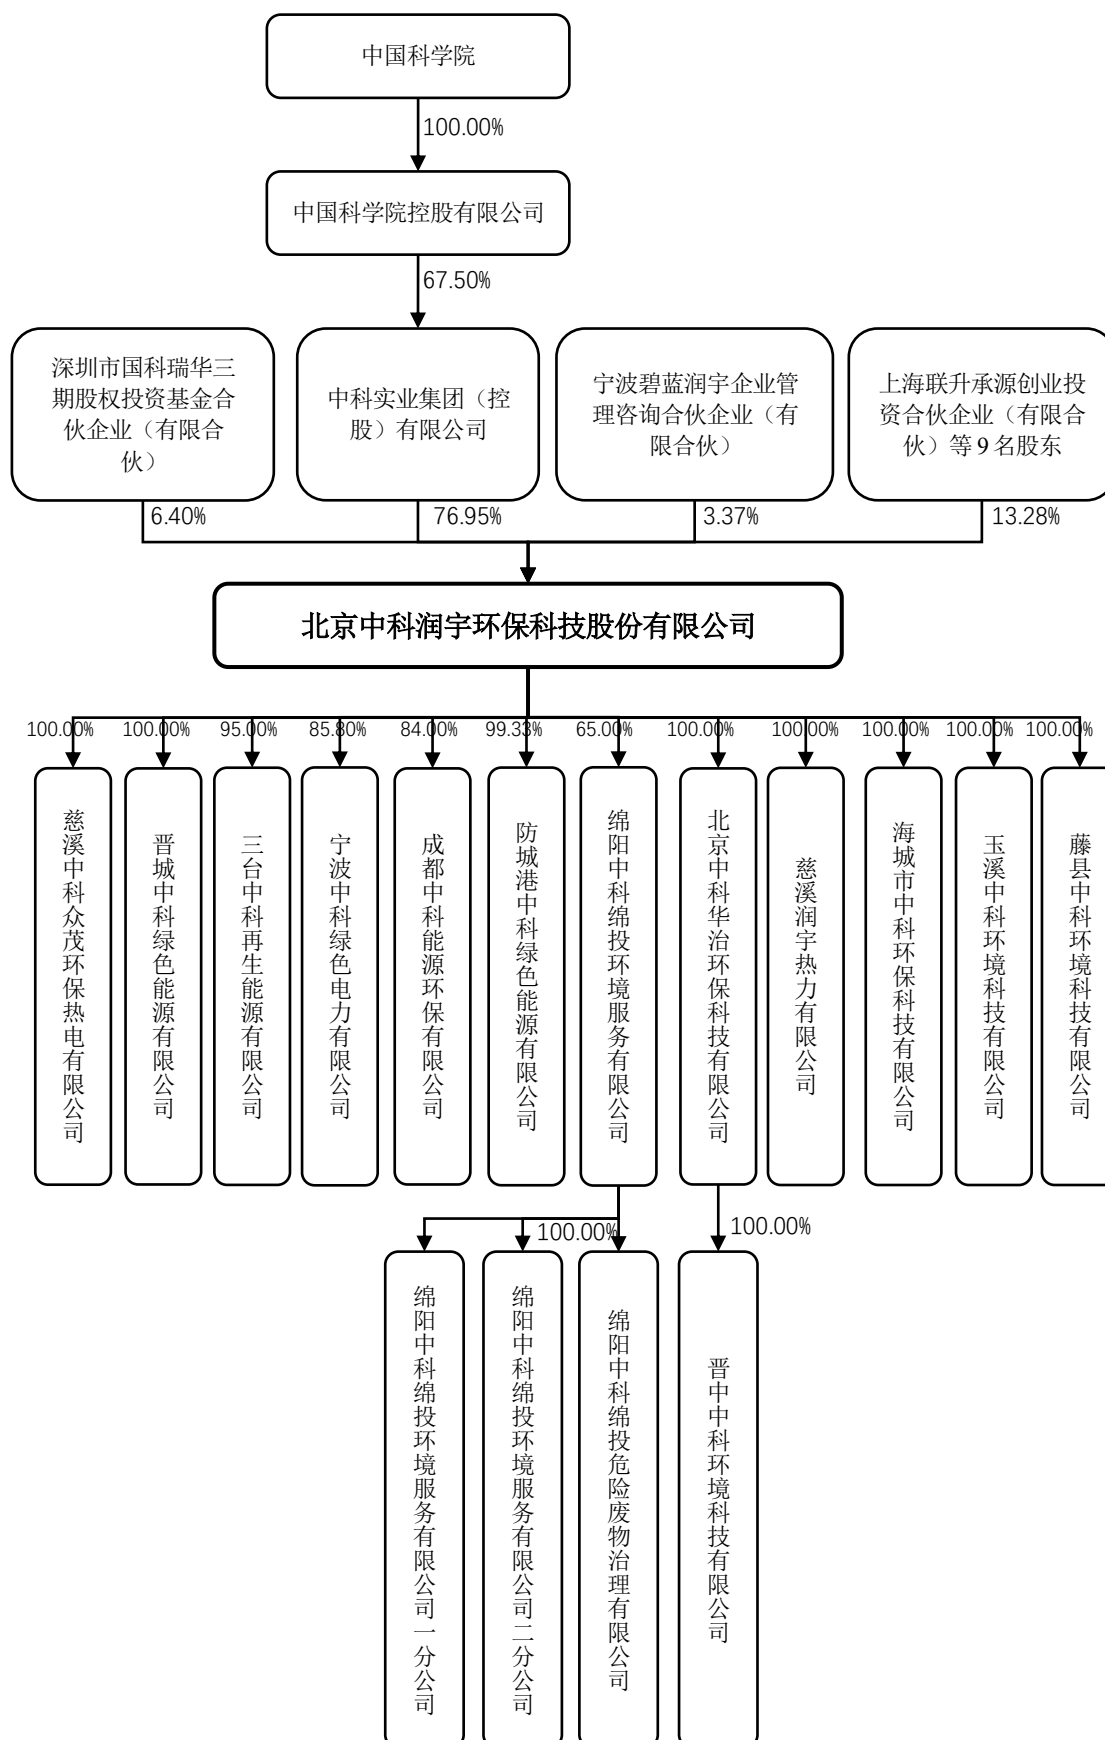 中国科学院
100.00%
中国科学院控股有限公司
67.50%
深圳市国科瑞华三
期股权投资基金合
伙企业（有限合
伙）
中科实业集团（控
股）有限公司
宁波碧蓝润宇企业管
理咨询合伙企业（有
限合伙）
上海联升承源创业投
资合伙企业（有限合
伙）等9名股东
6.40%
76.95%
3.37%
13.28%
北京中科润宇环保科技股份有限公司
100.00%
100.00%
95.00%
85.80%
84.00%
99.33%
65.00%
100.00%
100.00%
100.00%
100.00%
100.00%
慈溪中科众茂环保热电有限公司
晋城中科绿色能源有限公司
三台中科再生能源有限公司
宁波中科绿色电力有限公司
成都中科能源环保有限公司
防城港中科绿色能源有限公司
绵阳中科绵投环境服务有限公司
北京中科华治环保科技有限公司
慈溪润宇热力有限公司
海城市中科环保科技有限公司
玉溪中科环境科技有限公司
藤县中科环境科技有限公司
100.00%
100.00%
绵阳中科绵投环境服务有限公司一分公司
绵阳中科绵投环境服务有限公司二分公司
绵阳中科绵投危险废物治理有限公司
晋中中科环境科技有限公司